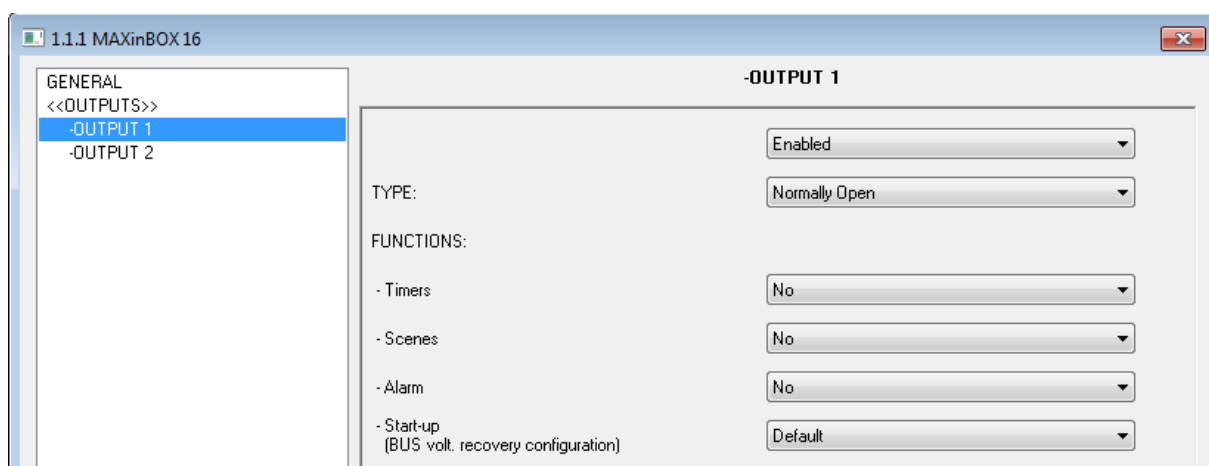 1.1.1 MAXinBOX 16
GENERAL
<<OUTPUTS>>
-OUTPUT 1
-OUTPUT 2
-OUTPUT 1
Enabled
TYPE: Normally Open
FUNCTIONS:
- Timers No
- Scenes No
- Alarm No
- Start-up
(BUS volt. recovery configuration) Default